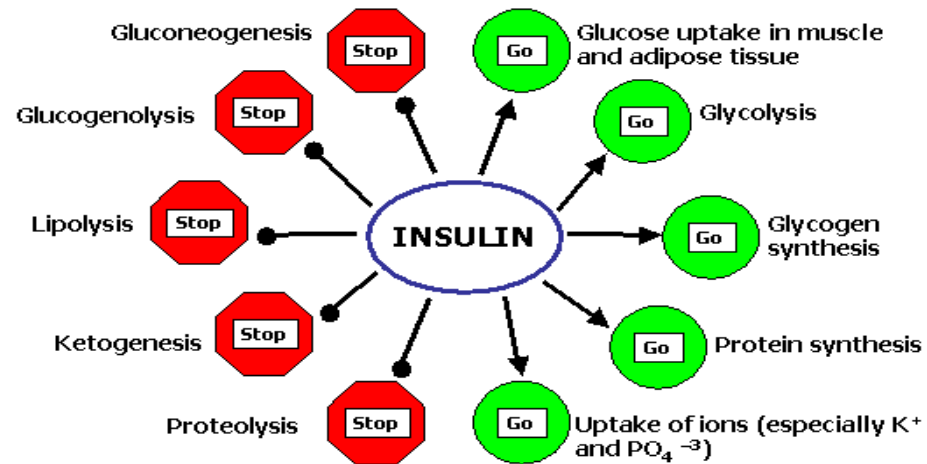 Gluconeogenesis
Stop
Go
Glucose uptake in muscle
and adipose tissue
Glucogenolysis
Stop
Go
Glycolysis
Lipolysis
Stop
INSULIN
Go
Glycogen
synthesis
Ketogenesis
Stop
Go
Protein synthesis
Proteolysis
Stop
Go
Uptake of ions (especially K⁺
and PO₄ ⁻³)